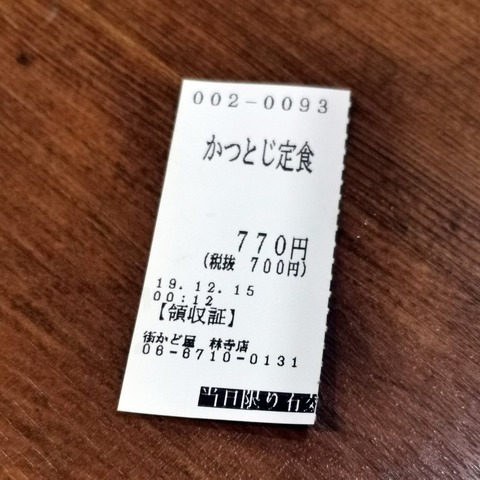 002-0093
かつとじ定食
770円
(税抜 700円)
19.12.15
00:12
【領収証】
街かど屋 林寺店
06-6710-0131
当日限り有効